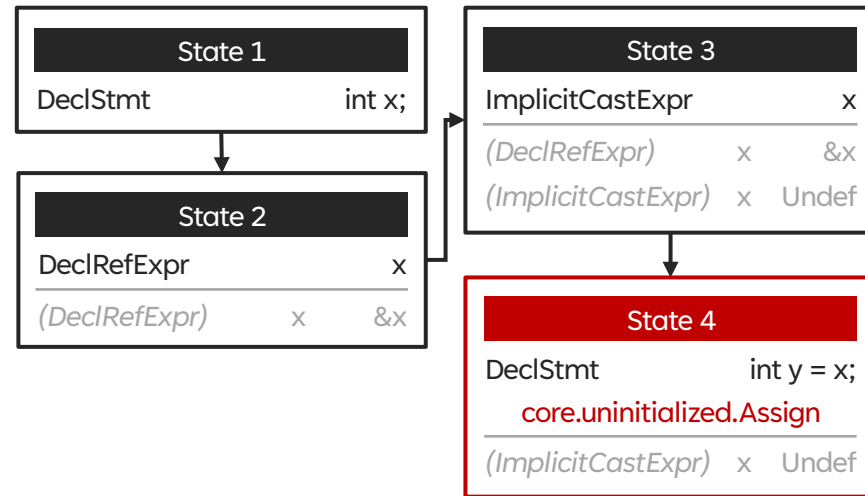 State 1
DeclStmt int x;
State 2
DeclRefExpr x
(DeclRefExpr) x &x
State 3
ImplicitCastExpr x
(DeclRefExpr) x &x
(ImplicitCastExpr) x Undef
State 4
DeclStmt int y = x;
core.uninitialized.Assign
(ImplicitCastExpr) x Undef